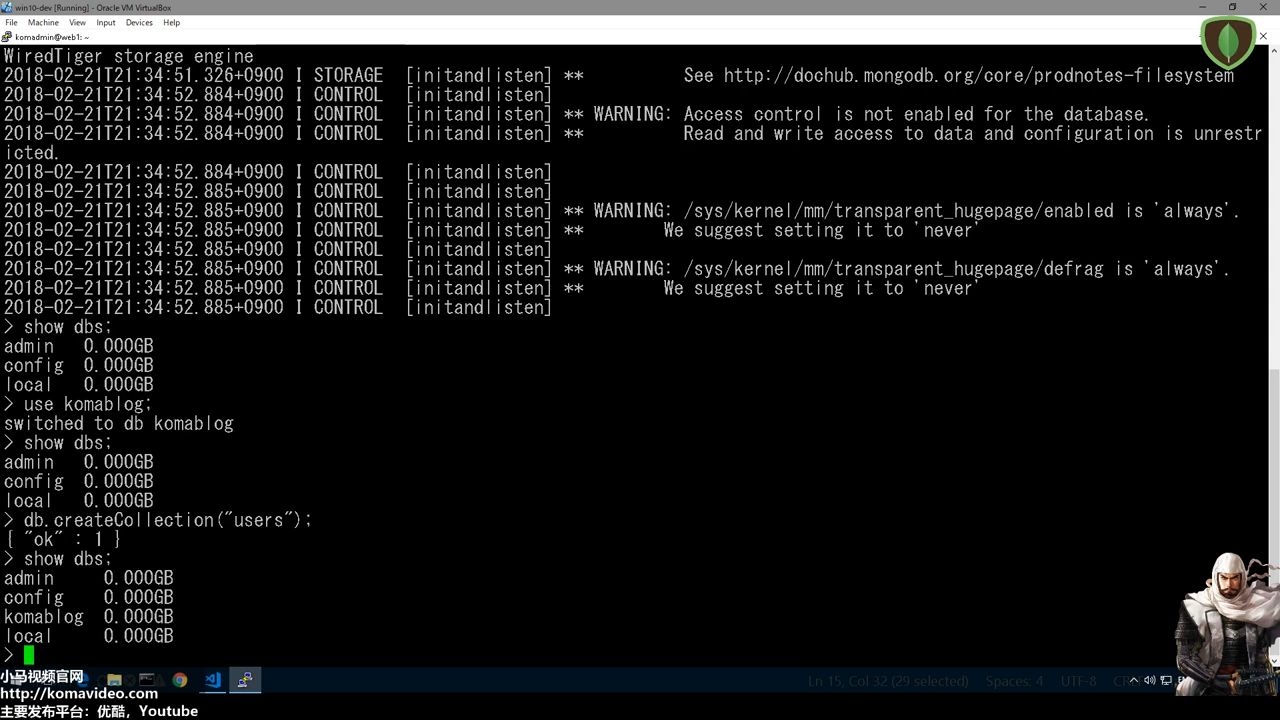 win10-dev [Running] - Oracle VM VirtualBox
File Machine View Input Devices Help
komadmin@web1: ~
WiredTiger storage engine
2018-02-21T21:34:51.326+0900 I STORAGE  [initandlisten] **          See http://dochub.mongodb.org/core/prodnotes-filesystem
2018-02-21T21:34:52.884+0900 I CONTROL  [initandlisten]
2018-02-21T21:34:52.884+0900 I CONTROL  [initandlisten] ** WARNING: Access control is not enabled for the database.
2018-02-21T21:34:52.884+0900 I CONTROL  [initandlisten] **          Read and write access to data and configuration is unrestr
icted.
2018-02-21T21:34:52.884+0900 I CONTROL  [initandlisten]
2018-02-21T21:34:52.885+0900 I CONTROL  [initandlisten]
2018-02-21T21:34:52.885+0900 I CONTROL  [initandlisten] ** WARNING: /sys/kernel/mm/transparent_hugepage/enabled is 'always'.
2018-02-21T21:34:52.885+0900 I CONTROL  [initandlisten] **        We suggest setting it to 'never'
2018-02-21T21:34:52.885+0900 I CONTROL  [initandlisten]
2018-02-21T21:34:52.885+0900 I CONTROL  [initandlisten] ** WARNING: /sys/kernel/mm/transparent_hugepage/defrag is 'always'.
2018-02-21T21:34:52.885+0900 I CONTROL  [initandlisten] **        We suggest setting it to 'never'
2018-02-21T21:34:52.885+0900 I CONTROL  [initandlisten]
> show dbs;
admin   0.000GB
config  0.000GB
local   0.000GB
> use komablog;
switched to db komablog
> show dbs;
admin   0.000GB
config  0.000GB
local   0.000GB
> db.createCollection("users");
{ "ok" : 1 }
> show dbs;
admin     0.000GB
config    0.000GB
komablog  0.000GB
local     0.000GB
>
小马视频官网
http://komavideo.com
主要发布平台：优酷，Youtube
Ln 15, Col 32 (29 selected) Spaces: 4 UTF-8